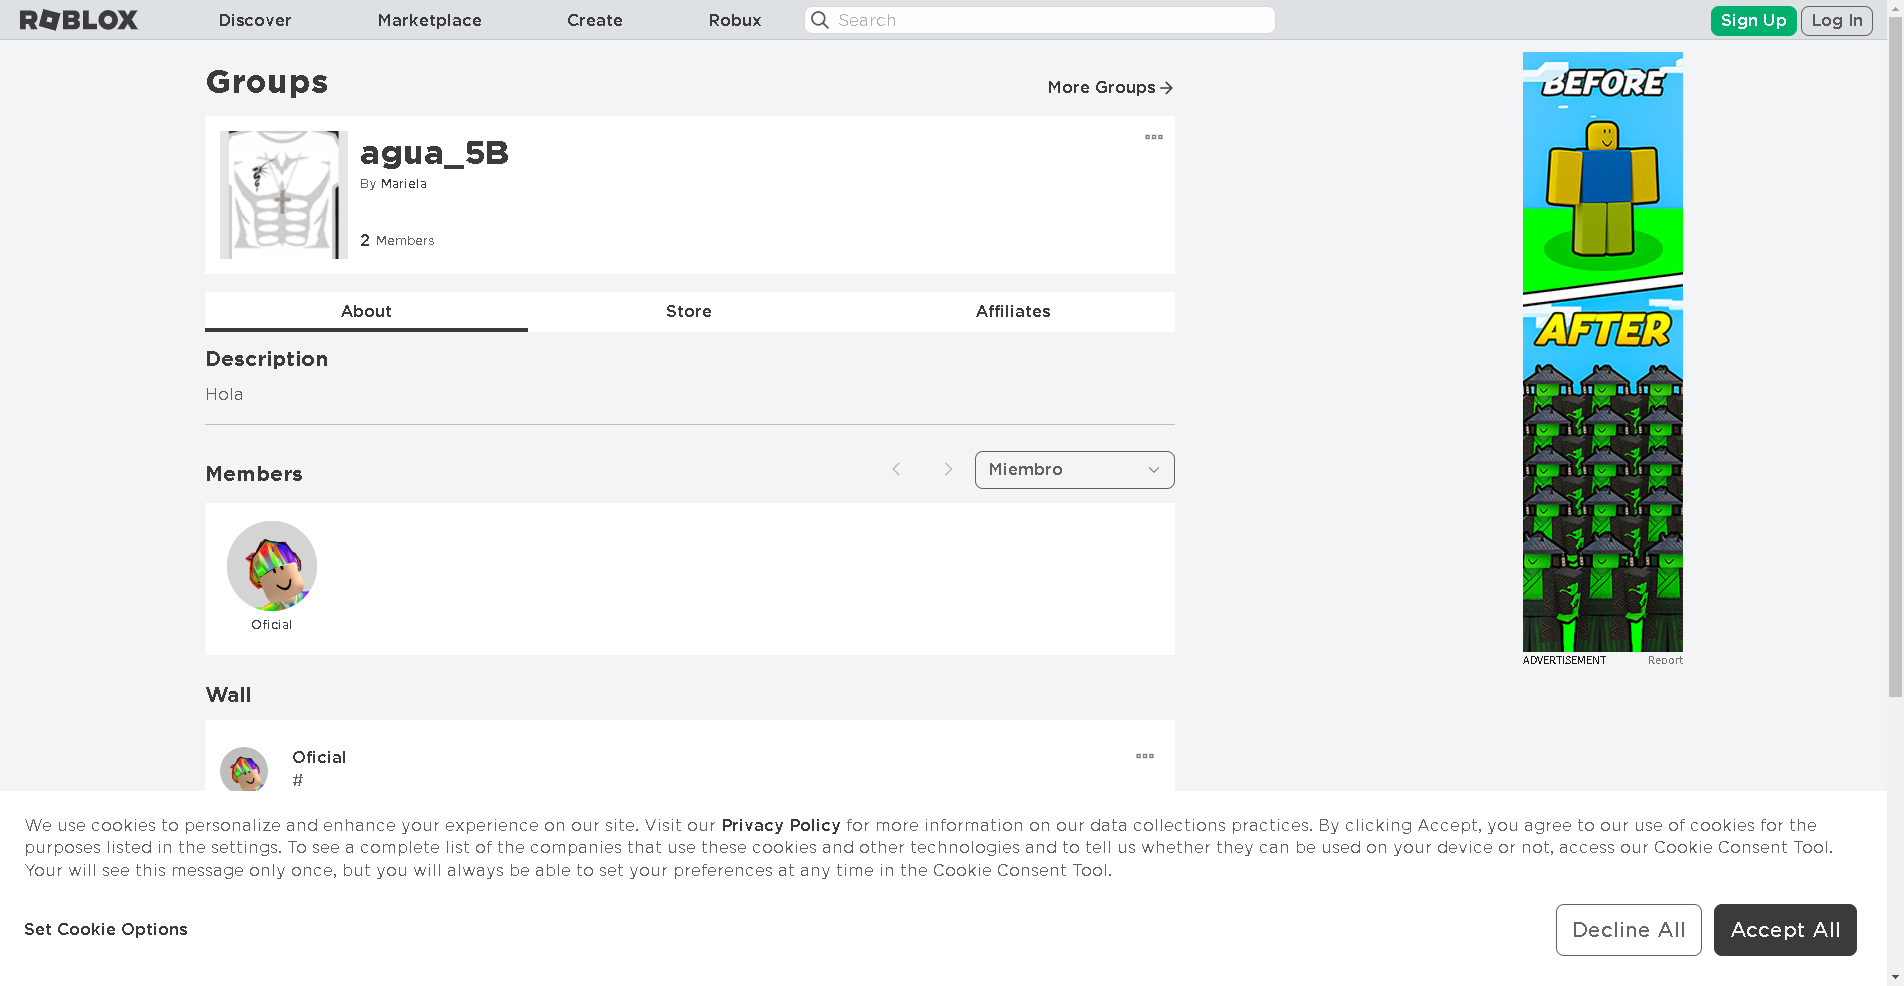 ROBLOX
Discover
Marketplace
Create
Robux
Search
Sign Up
Log In
Groups
More Groups
agua_5B
By Mariela
2 Members
About
Store
Affiliates
Description
Hola
Members
Miembro
Oficial
Wall
Oficial
#
BEFORE
AFTER
ADVERTISEMENT
Report
We use cookies to personalize and enhance your experience on our site. Visit our Privacy Policy for more information on our data collections practices. By clicking Accept, you agree to our use of cookies for the
purposes listed in the settings. To see a complete list of the companies that use these cookies and other technologies and to tell us whether they can be used on your device or not, access our Cookie Consent Tool.
Your will see this message only once, but you will always be able to set your preferences at any time in the Cookie Consent Tool.
Set Cookie Options
Decline All
Accept All